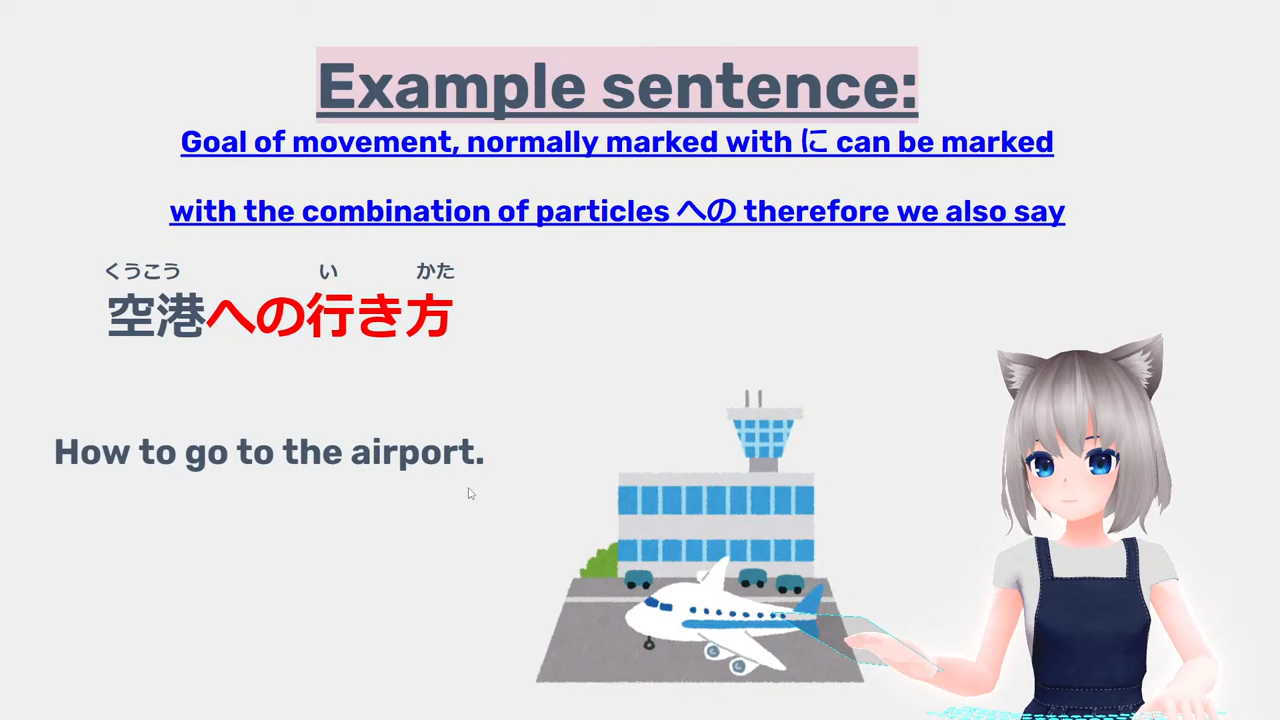 Example sentence:
Goal of movement, normally marked with に can be marked
with the combination of particles への therefore we also say
くうこう い かた
空港への行き方
How to go to the airport.